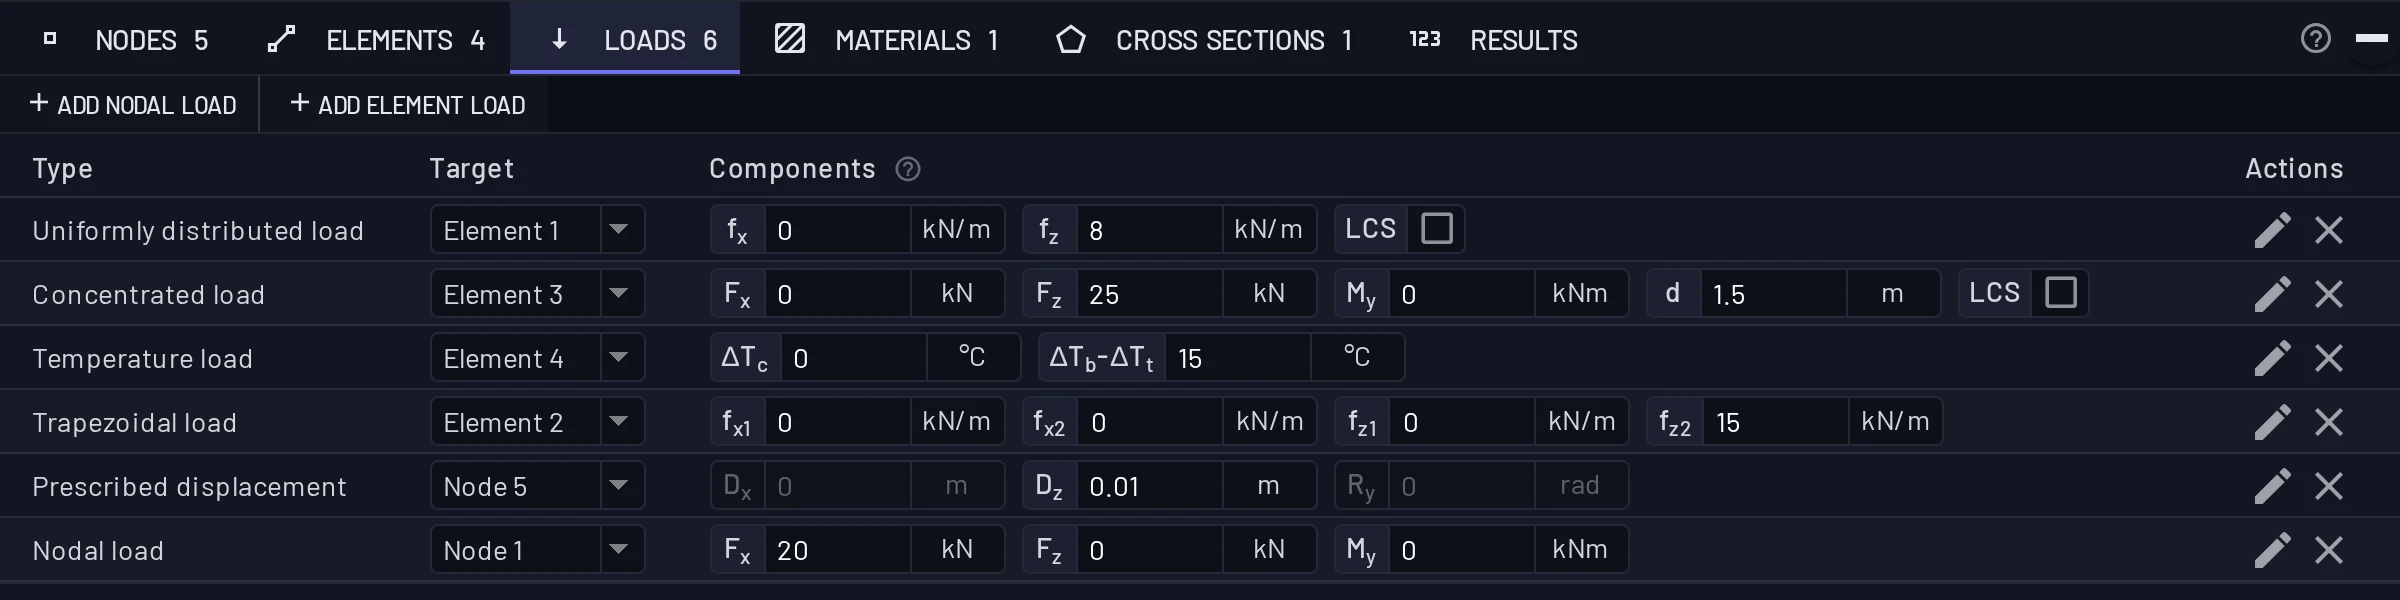 NODES 5 ELEMENTS 4 LOADS 6 MATERIALS 1 CROSS SECTIONS 1 123 RESULTS ?
+ ADD NODAL LOAD + ADD ELEMENT LOAD
Type Target Components ? Actions
Uniformly distributed load Element 1 fx 0 kN/m fz 8 kN/m LCS
Concentrated load Element 3 Fx 0 kN Fz 25 kN My 0 kNm d 1.5 m LCS
Temperature load Element 4 ΔTc 0 °C ΔTb-ΔTt 15 °C
Trapezoidal load Element 2 fx1 0 kN/m fx2 0 kN/m fz1 0 kN/m fz2 15 kN/m
Prescribed displacement Node 5 Dx 0 m Dz 0.01 m Ry 0 rad
Nodal load Node 1 Fx 20 kN Fz 0 kN My 0 kNm